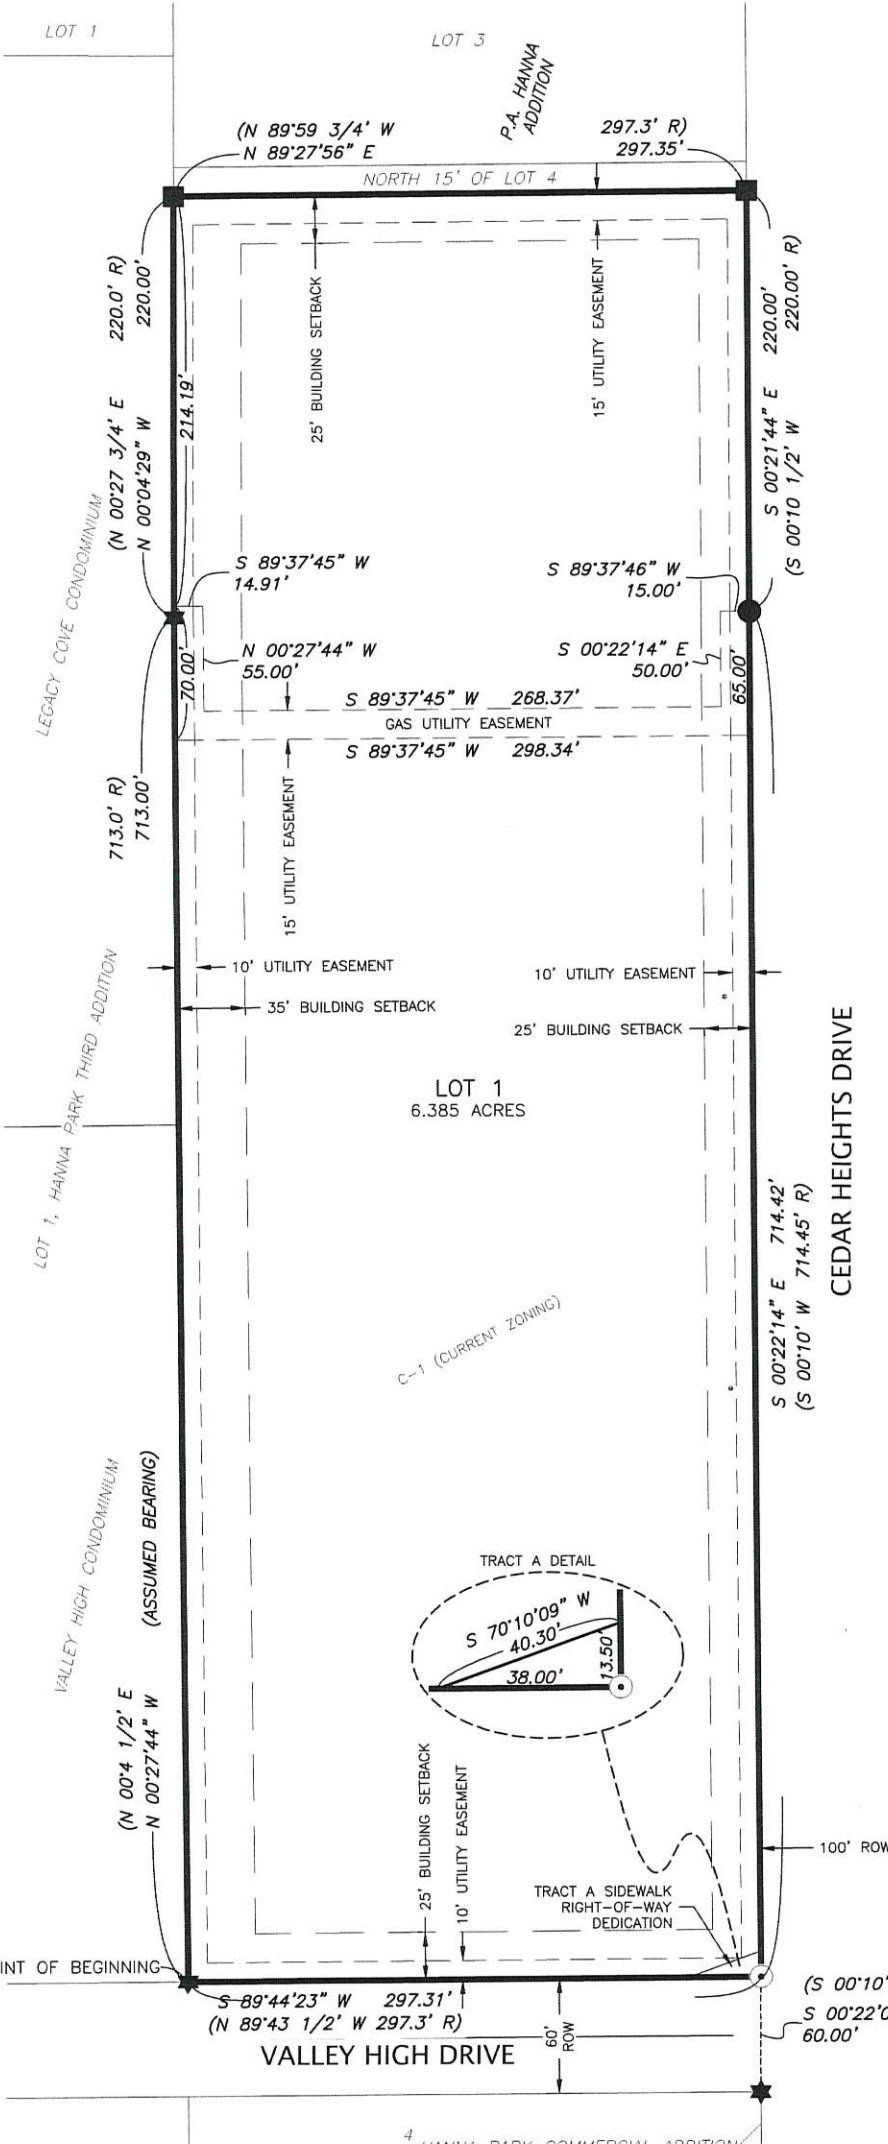 LOT 1
LOT 3
P.A. HANNA
ADDITION
(N 89°59 3/4' W 297.3' R)
N 89°27'56" E 297.35'
NORTH 15' OF LOT 4
220.0' R)
220.00'
(N 00°27 3/4' E
N 00°04'29" W
214.19'
25' BUILDING SETBACK
15' UTILITY EASEMENT
220.00'
220.00' R)
S 00°21'44" E
(S 00°10 1/2' W
LEGACY COVE CONDOMINIUM
S 89°37'45" W
14.91'
S 89°37'46" W
15.00'
N 00°27'44" W
55.00'
S 00°22'14" E
50.00'
70.00'
65.00'
S 89°37'45" W 268.37'
GAS UTILITY EASEMENT
S 89°37'45" W 298.34'
713.0' R)
713.00'
15' UTILITY EASEMENT
10' UTILITY EASEMENT
10' UTILITY EASEMENT
35' BUILDING SETBACK
25' BUILDING SETBACK
LOT 1
6.385 ACRES
LOT 1, HANNA PARK THIRD ADDITION
CEDAR HEIGHTS DRIVE
S 00°22'14" E 714.42'
(S 00°10' W 714.45' R)
C-1 (CURRENT ZONING)
VALLEY HIGH CONDOMINIUM
(ASSUMED BEARING)
(N 00°4 1/2' E
N 00°27'44" W
TRACT A DETAIL
S 70°10'09" W
40.30'
13.50'
38.00'
25' BUILDING SETBACK
10' UTILITY EASEMENT
100' ROW
TRACT A SIDEWALK
RIGHT-OF-WAY
DEDICATION
INT OF BEGINNING
S 89°44'23" W 297.31'
(N 89°43 1/2' W 297.3' R)
(S 00°10'
S 00°22'0
60.00'
60'
ROW
VALLEY HIGH DRIVE
4
HANNA PARK COMMERCIAL ADDITION